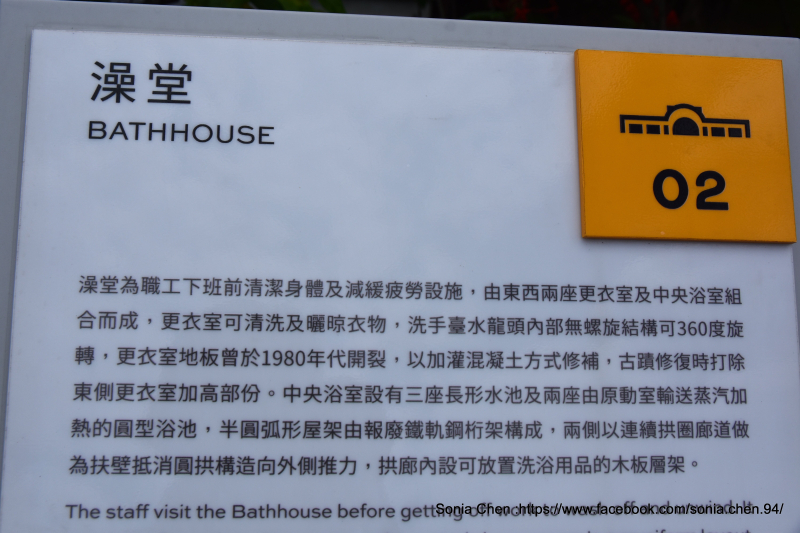 澡堂
BATHHOUSE
02
澡堂為職工下班前清潔身體及減緩疲勞設施，由東西兩座更衣室及中央浴室組
合而成，更衣室可清洗及曬晾衣物，洗手臺水龍頭內部無螺旋結構可360度旋
轉，更衣室地板曾於1980年代開裂，以加灌混凝土方式修補，古蹟修復時打除
東側更衣室加高部份。中央浴室設有三座長形水池及兩座由原動室輸送蒸汽加
熱的圓型浴池，半圓弧形屋架由報廢鐵軌鋼桁架構成，兩側以連續拱圈廊道做
為扶壁抵消圓拱構造向外側推力，拱廊內設可放置洗浴用品的木板層架。
The staff visit the Bathhouse before getting
Sonia Chen https://www.facebook.com/sonia.chen.94/